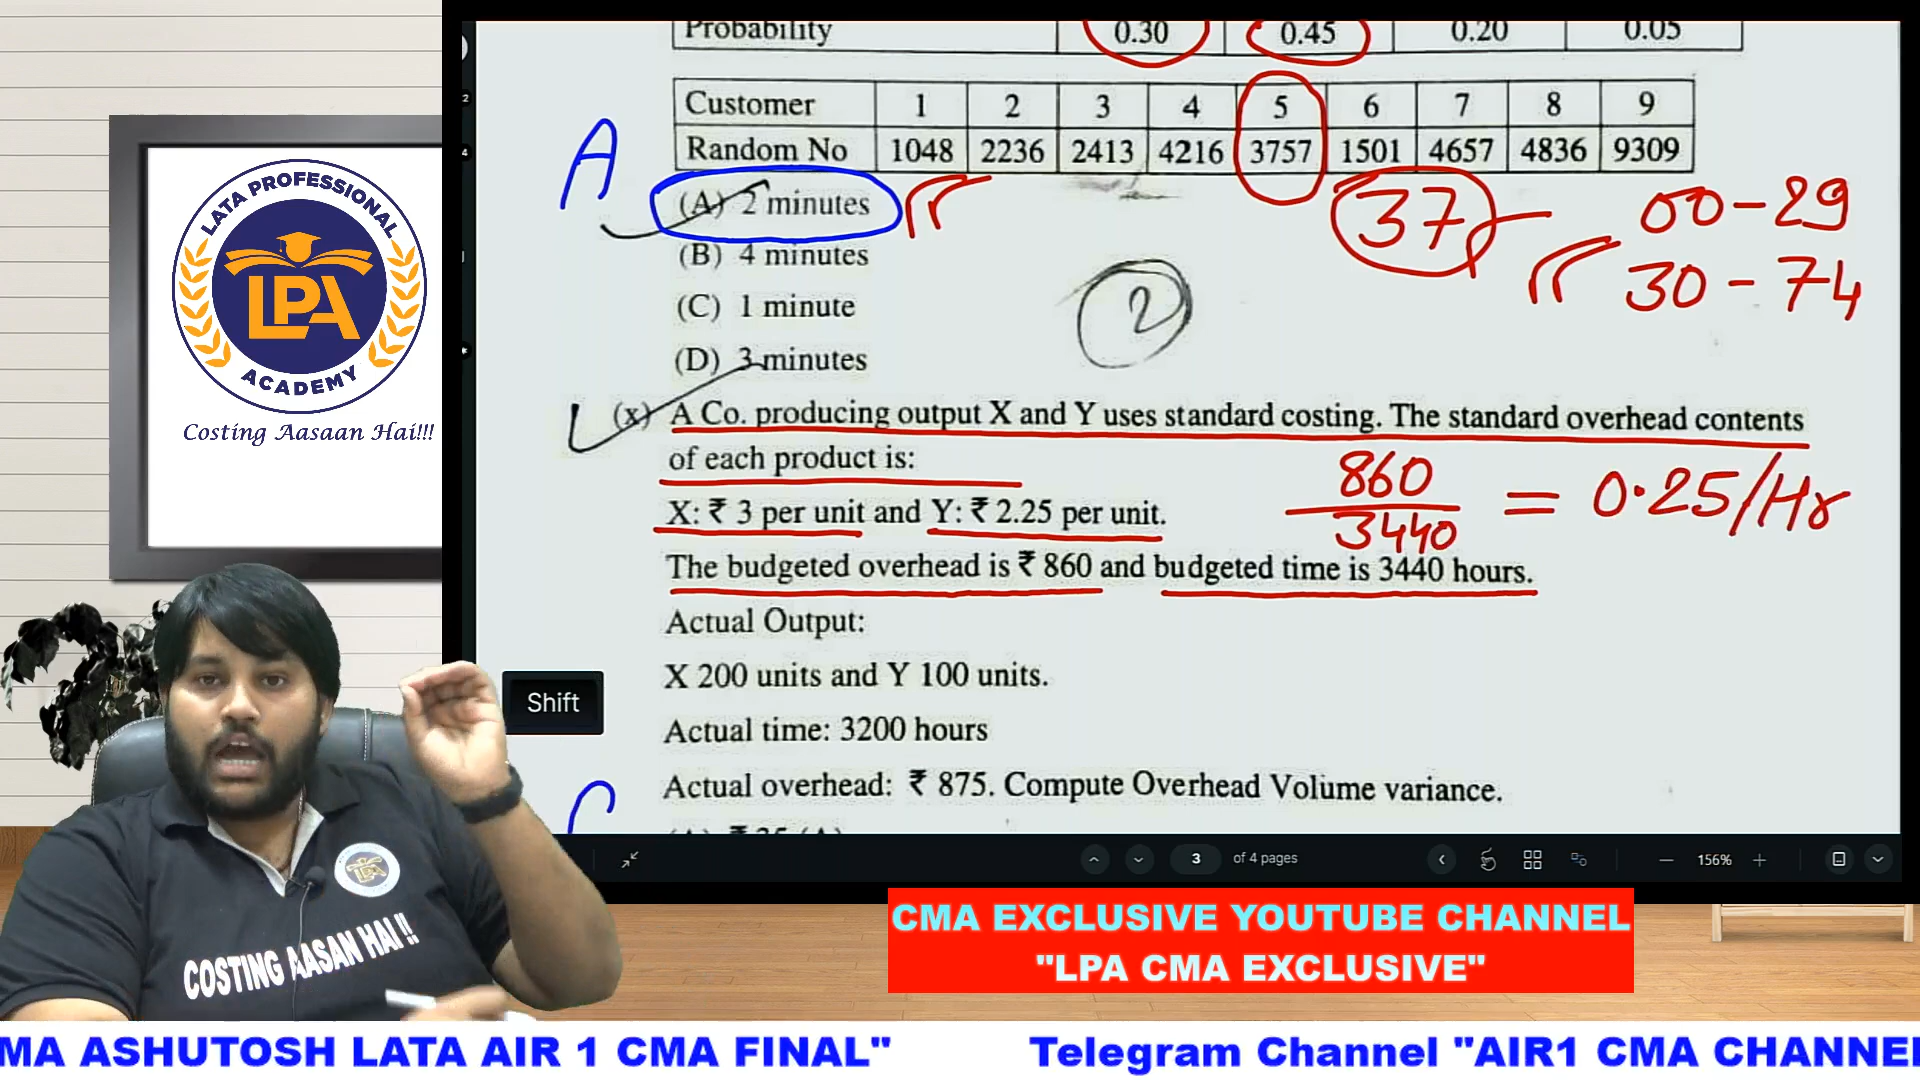 Probability 0.30 0.45 0.20 0.05
Customer 1 2 3 4 5 6 7 8 9
Random No 1048 2236 2413 4216 3757 1501 4657 4836 9309
A
(A) 2 minutes
37
00-29
(B) 4 minutes
30-74
2
(C) 1 minute
(D) 3 minutes
(x) A Co. producing output X and Y uses standard costing. The standard overhead contents
of each product is:
860
3440
= 0.25/Hr
X: ₹ 3 per unit and Y: ₹ 2.25 per unit.
The budgeted overhead is ₹ 860 and budgeted time is 3440 hours.
Actual Output:
X 200 units and Y 100 units.
Actual time: 3200 hours
Actual overhead: ₹ 875. Compute Overhead Volume variance.
Shift
3 of 4 pages
156%
LATA PROFESSIONAL
LPA
ACADEMY
Costing Aasaan Hai!!!
COSTING AASAN HAI!!
CMA EXCLUSIVE YOUTUBE CHANNEL
"LPA CMA EXCLUSIVE"
MA ASHUTOSH LATA AIR 1 CMA FINAL" Telegram Channel "AIR1 CMA CHANNEL